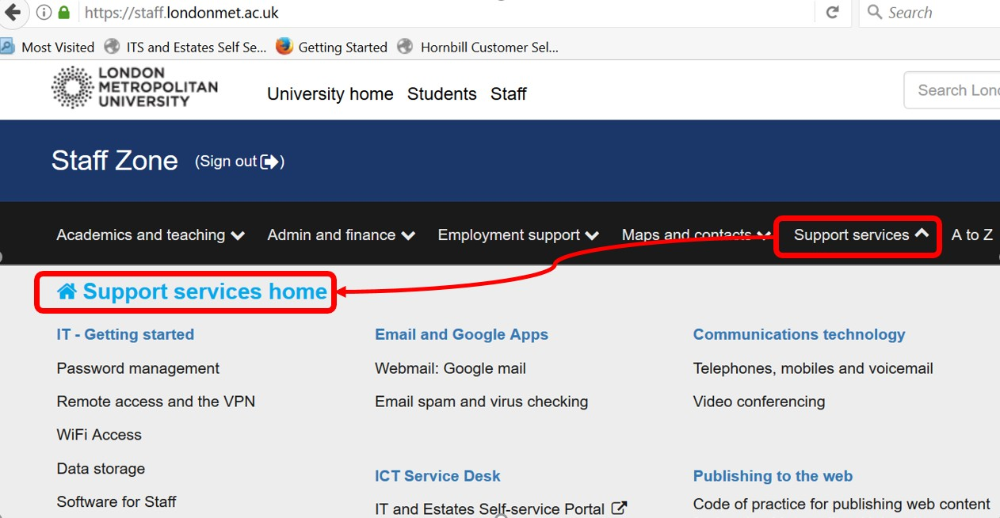 https://staff.londonmet.ac.uk
Search
Most Visited
ITS and Estates Self Se...
Getting Started
Hornbill Customer Sel...
LONDON
METROPOLITAN
UNIVERSITY
University home
Students
Staff
Search Lon
Staff Zone
(Sign out )
Academics and teaching
Admin and finance
Employment support
Maps and contacts
Support services
A to Z
Support services home
IT - Getting started
Email and Google Apps
Communications technology
Password management
Webmail: Google mail
Telephones, mobiles and voicemail
Remote access and the VPN
Email spam and virus checking
Video conferencing
WiFi Access
Data storage
ICT Service Desk
Publishing to the web
Software for Staff
IT and Estates Self-service Portal
Code of practice for publishing web content